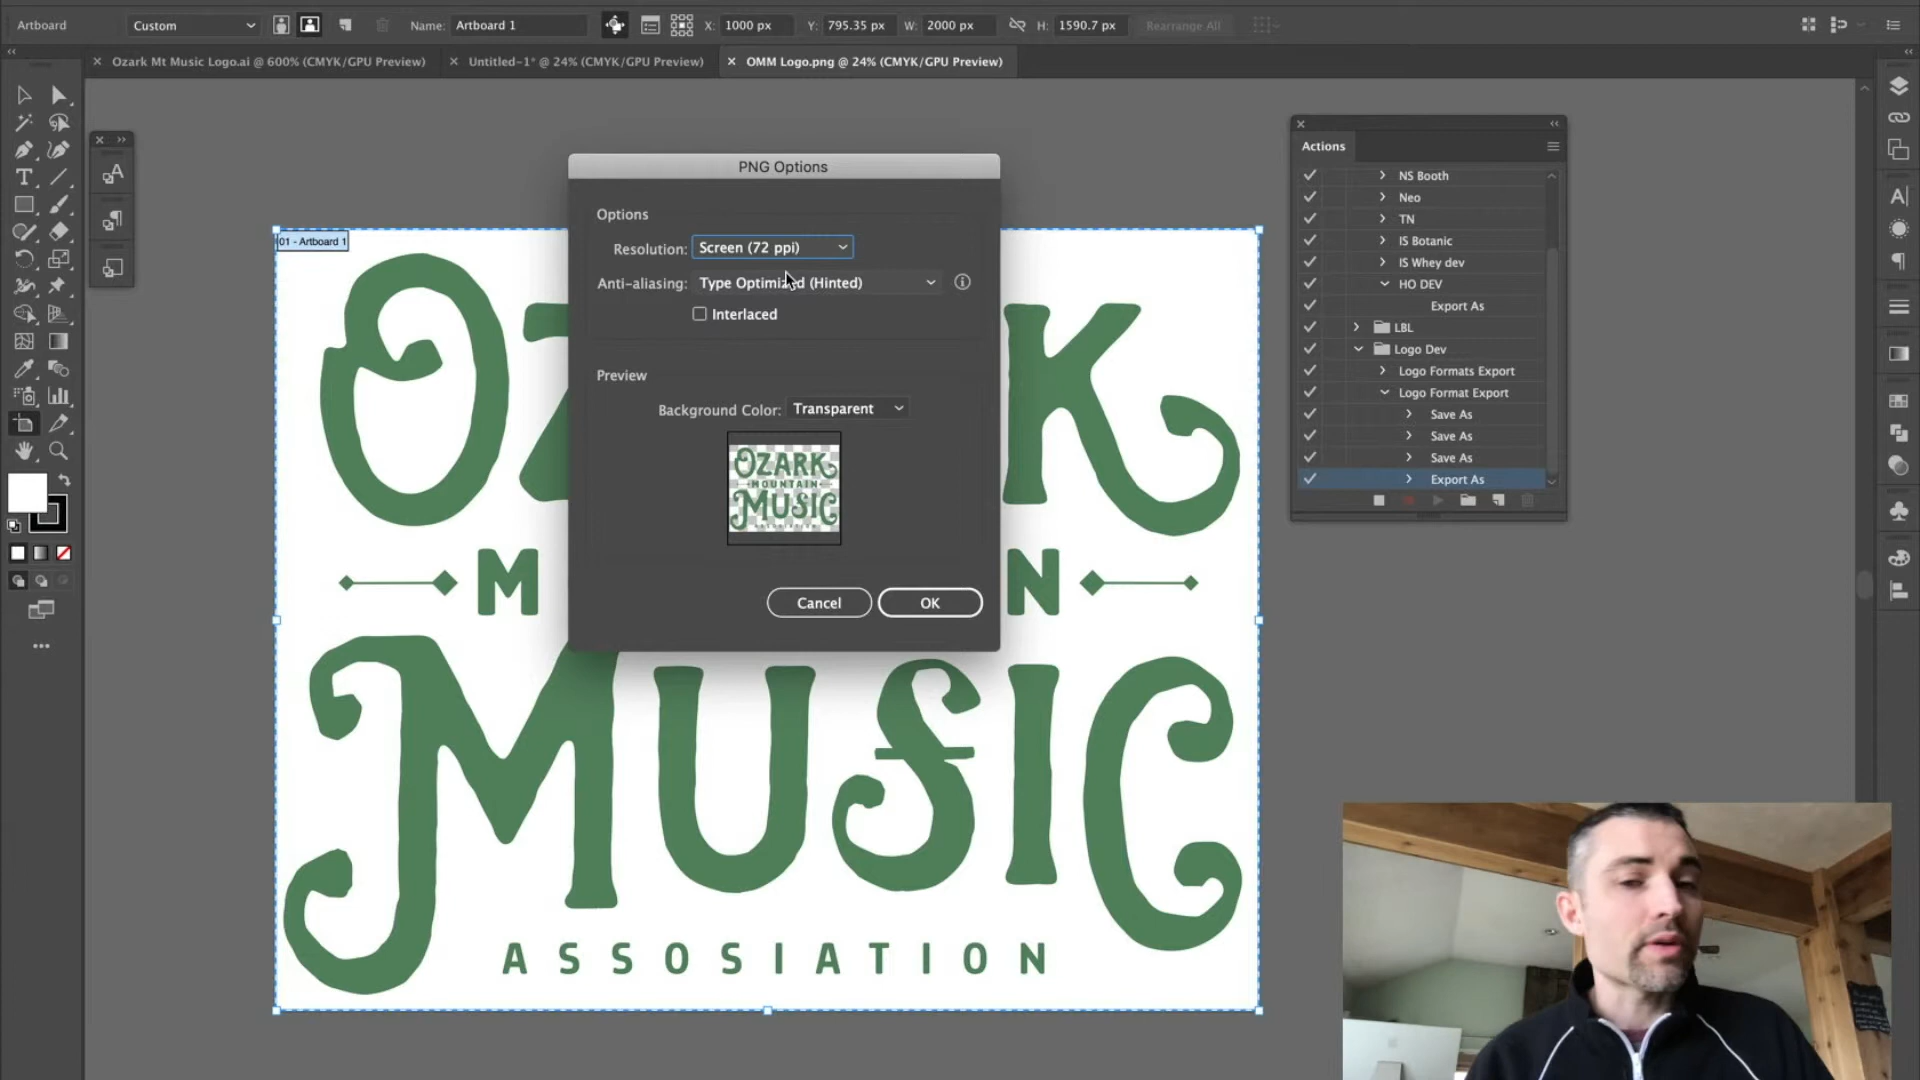 Artboard Custom Name: Artboard 1 X: 1000 px Y: 795.35 px W: 2000 px H: 1590.7 px Rearrange All
Ozark Mt Music Logo.ai @ 600% (CMYK/GPU Preview) Untitled-1* @ 24% (CMYK/GPU Preview) OMM Logo.png @ 24% (CMYK/GPU Preview)
01 - Artboard 1
PNG Options
Options
Resolution: Screen (72 ppi)
Anti-aliasing: Type Optimized (Hinted)
Interlaced
Preview
Background Color: Transparent
OZARK
MOUNTAIN
MUSIC
Cancel OK
Actions
NS Booth
Neo
TN
IS Botanic
IS Whey dev
HO DEV
Export As
LBL
Logo Dev
Logo Formats Export
Logo Format Export
Save As
Save As
Save As
Export As
OZ K
M N
MUSIC
ASSOSIATION